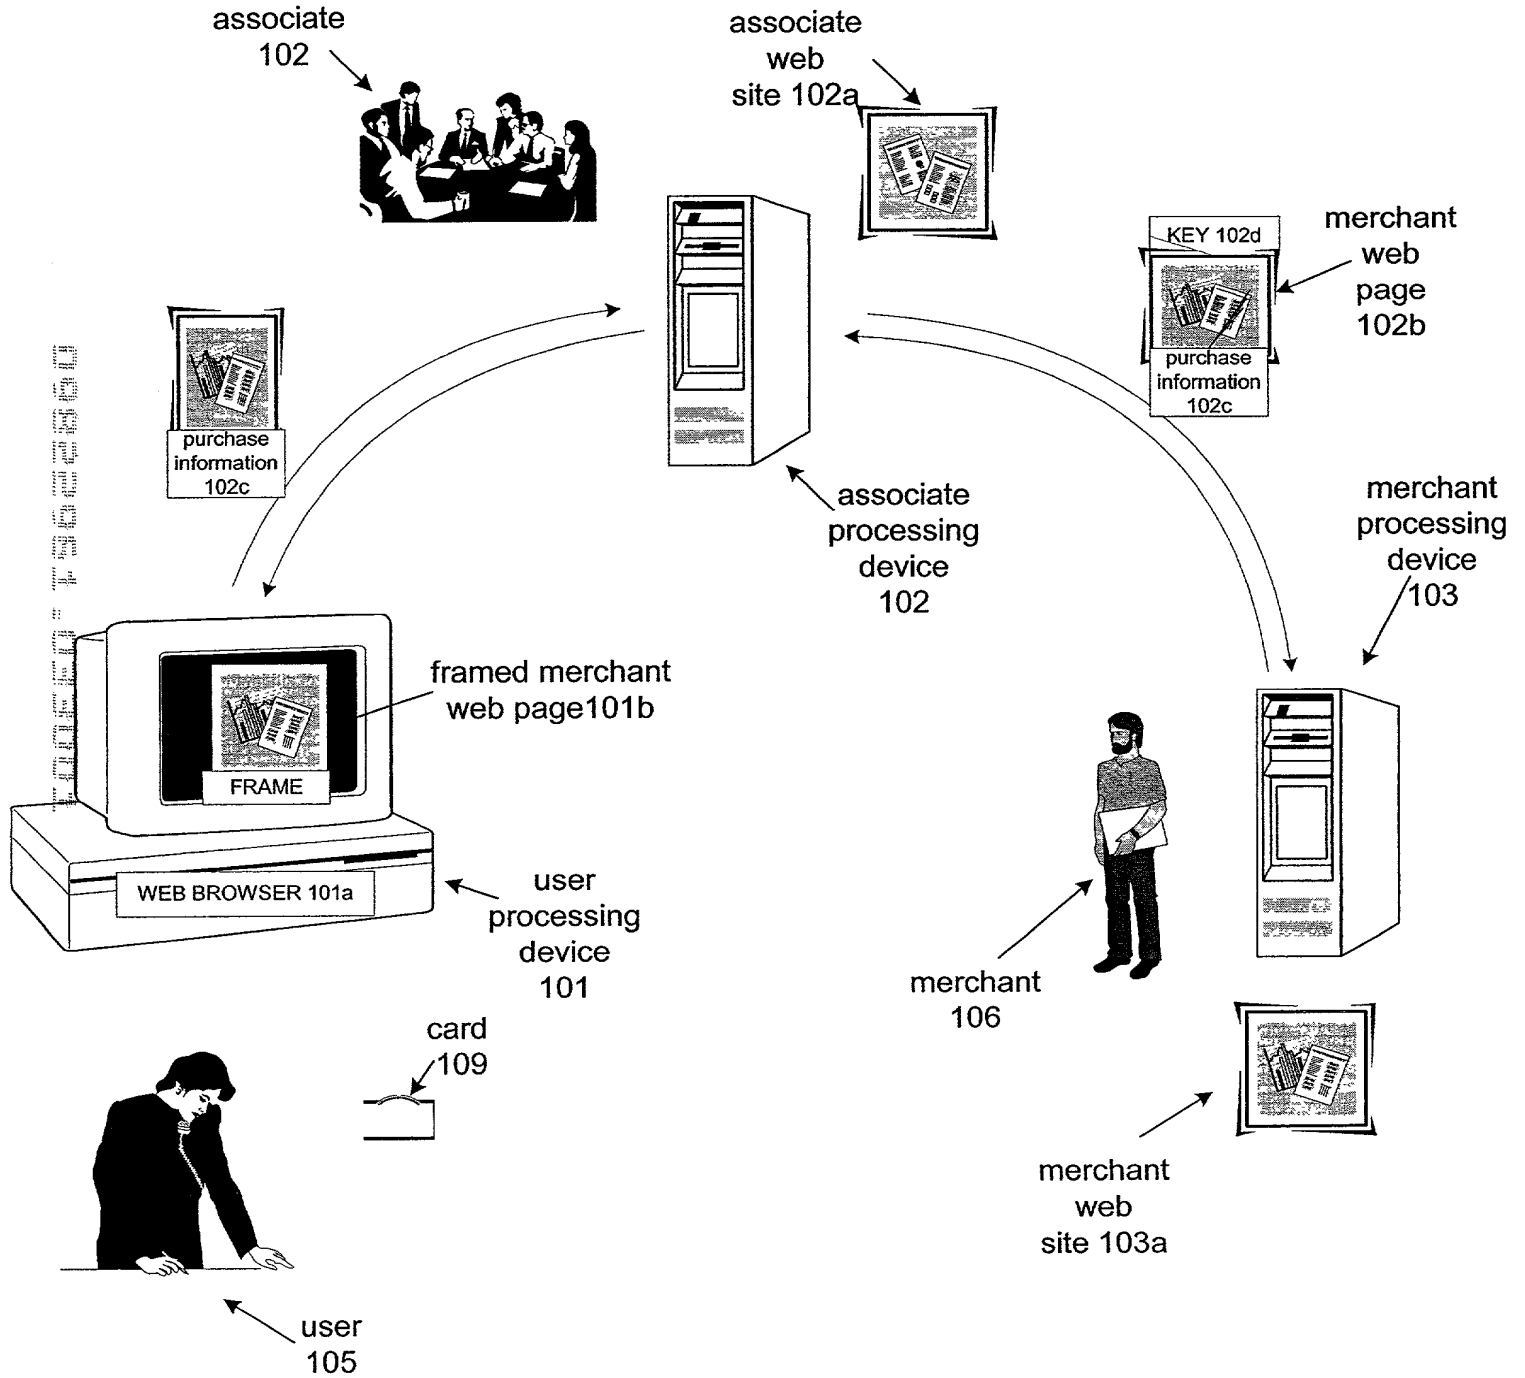 associate
102
associate
web
site 102a
KEY 102d
merchant
web
page
102b
purchase
information
102c
purchase
information
102c
associate
processing
device
102
merchant
processing
device
103
framed merchant
web page101b
FRAME
WEB BROWSER 101a
user
processing
device
101
merchant
106
card
109
merchant
web
site 103a
user
105